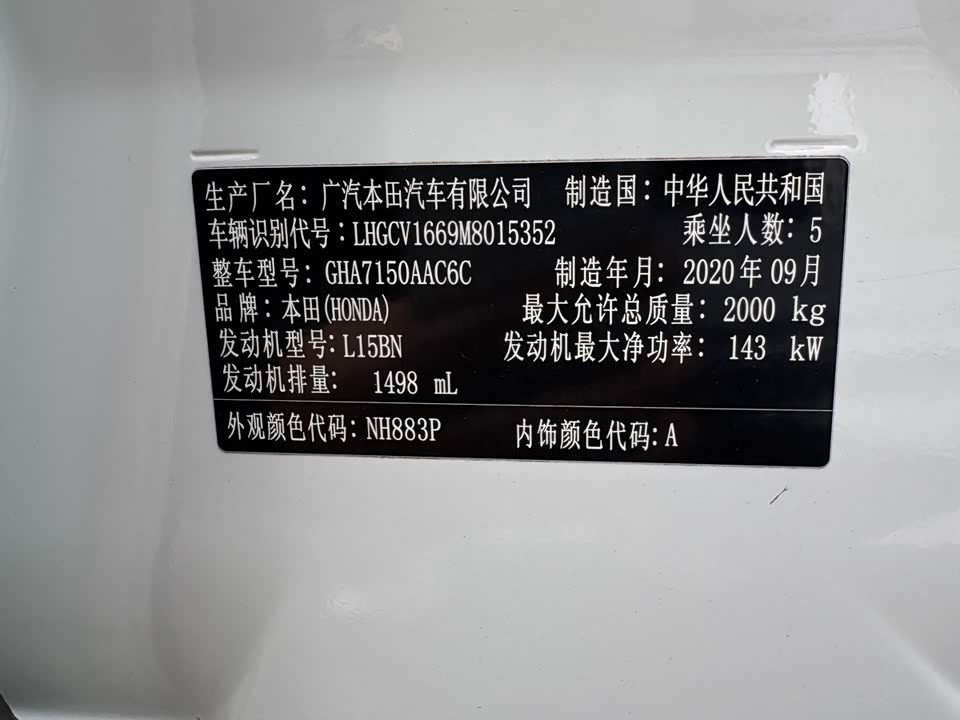 生产厂名：广汽本田汽车有限公司 制造国：中华人民共和国
车辆识别代号：LHGCV1669M8015352 乘坐人数：5
整车型号：GHA7150AAC6C 制造年月：2020年09月
品牌：本田(HONDA) 最大允许总质量：2000 kg
发动机型号：L15BN 发动机最大净功率：143 kW
发动机排量：1498 mL
外观颜色代码：NH883P 内饰颜色代码：A